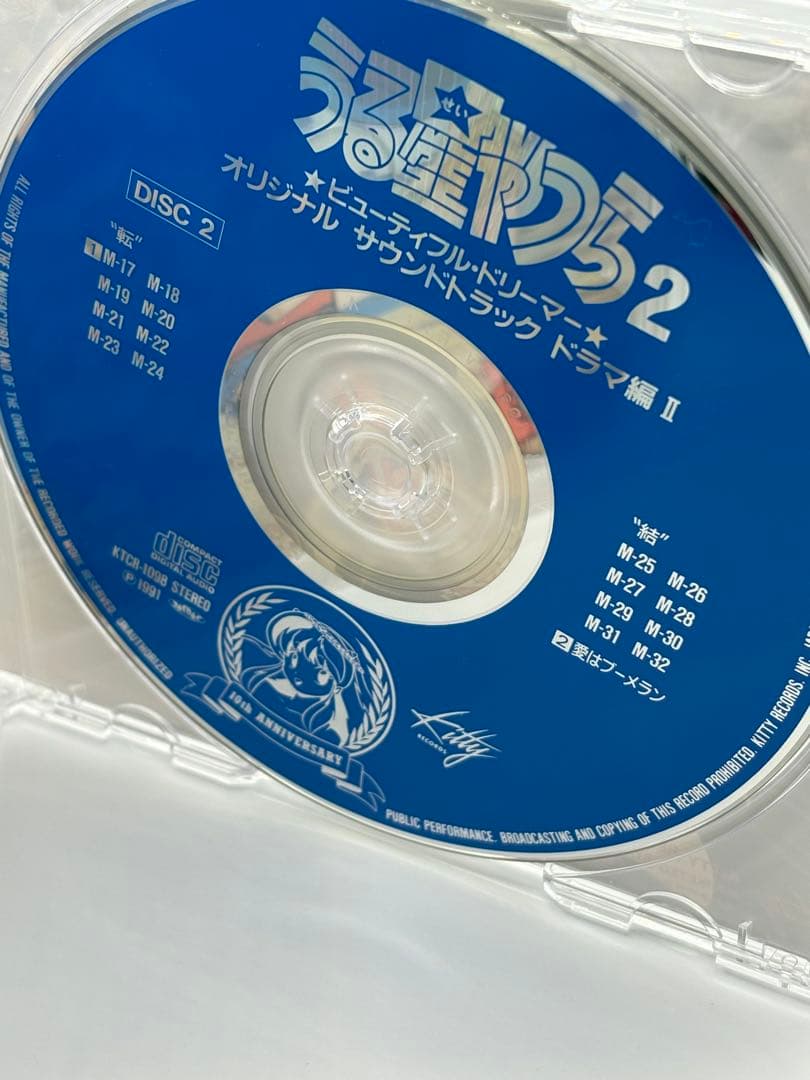 うる星やつら2
せい
★ビューティフル・ドリーマー★
オリジナル サウンドトラック ドラマ編 II
DISC 2
"転"
1 M-17 M-18
M-19 M-20
M-21 M-22
M-23 M-24
"結"
M-25 M-26
M-27 M-28
M-29 M-30
M-31 M-32
2 愛はブーメラン
COMPACT
disc
DIGITAL AUDIO
KTCR-1098 STEREO
Ⓟ1991
10th ANNIVERSARY
Kitty
RECORDS
ALL RIGHTS OF THE MANUFACTURER AND OF THE OWNER OF THE RECORDED WORK RESERVED. UNAUTHORIZED
PUBLIC PERFORMANCE. BROADCASTING AND COPYING OF THIS RECORD PROHIBITED. KITTY RECORDS, INC.